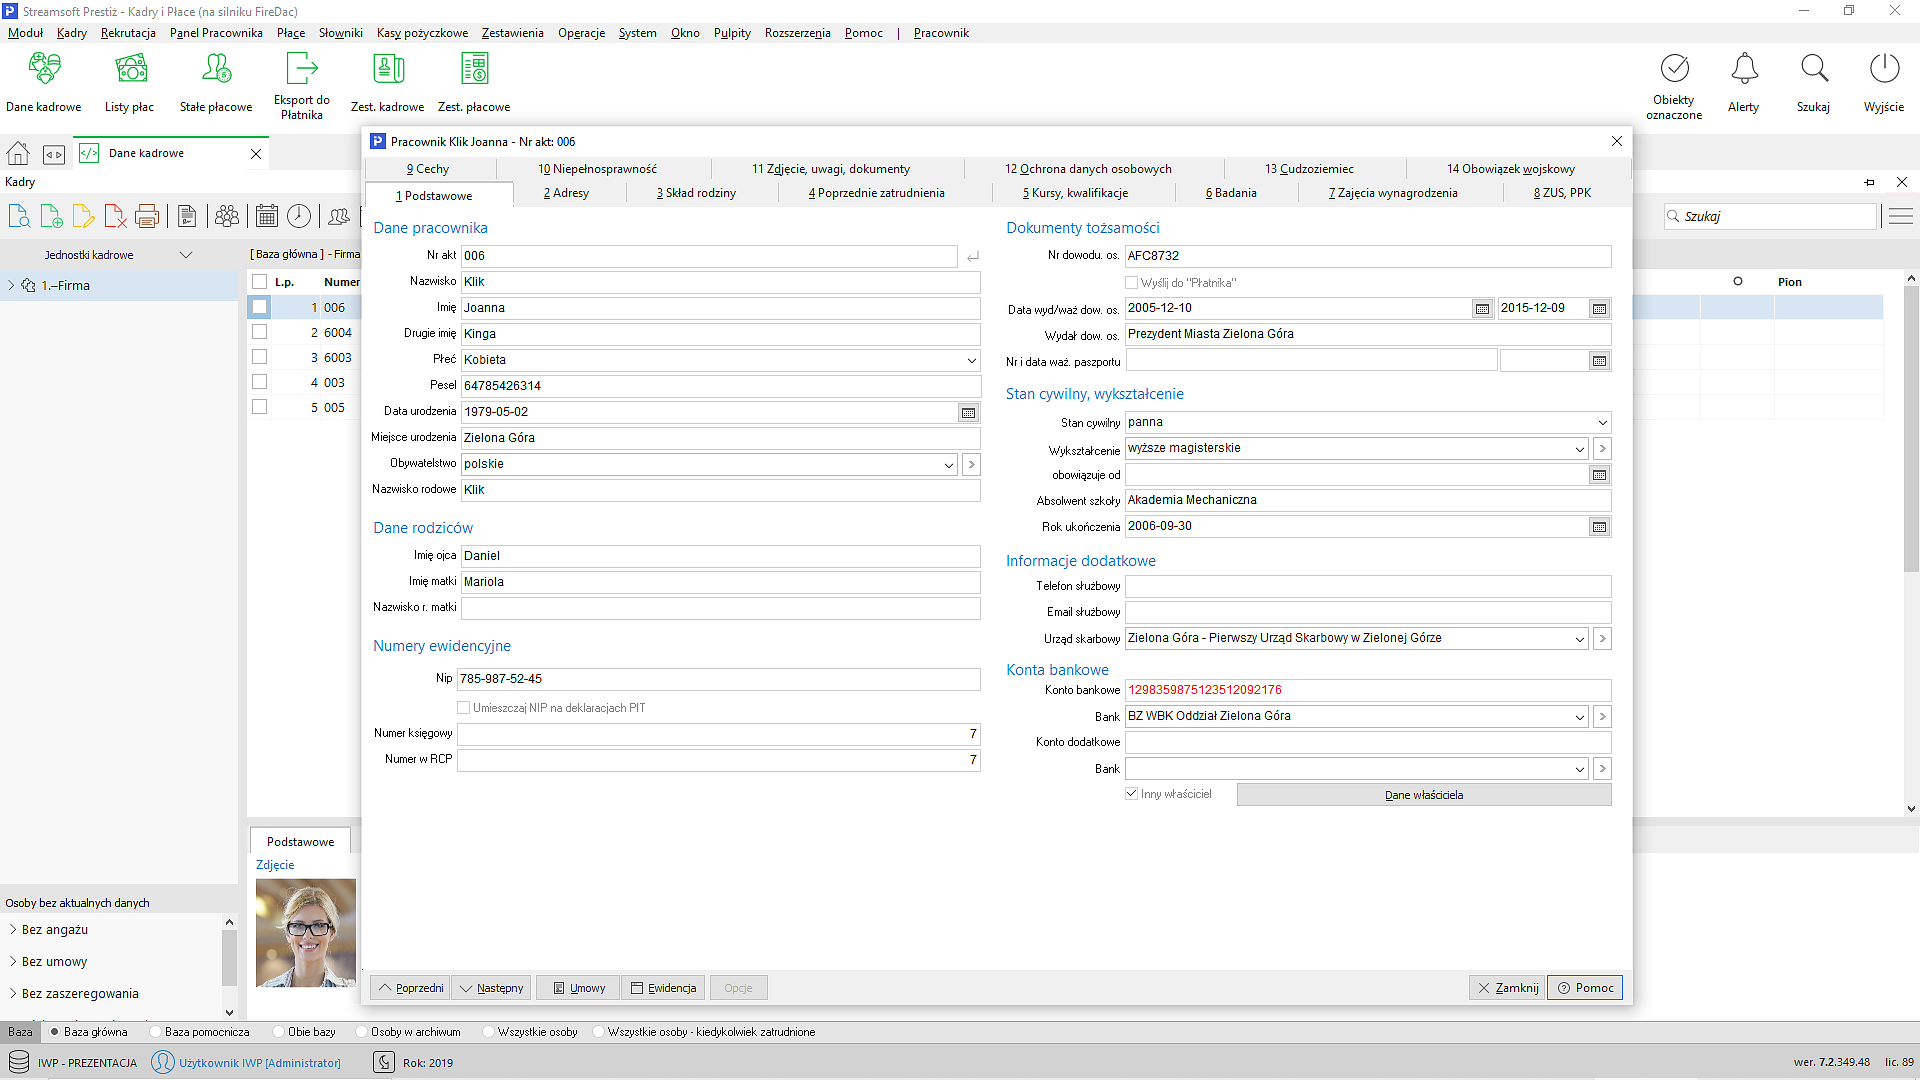 Streamsoft Prestiż - Kadry i Płace (na silniku FireDac)
Moduł Kadry Rekrutacja Panel Pracownika Płace Słowniki Kasy pożyczkowe Zestawienia Operacje System Okno Pulpity Rozszerzenia Pomoc | Pracownik
Dane kadrowe
Listy płac
Stałe płacowe
Eksport do
Płatnika
Zest. kadrowe
Zest. płacowe
Obiekty
oznaczone
Alerty
Szukaj
Wyjście
Dane kadrowe
Kadry
Szukaj
Jednostki kadrowe
1.–Firma
[ Baza główna ] - Firma
L.p. Numer
1 006
2 6004
3 6003
4 003
5 005
O Pion
Pracownik Klik Joanna - Nr akt: 006
9 Cechy
10 Niepełnosprawność
11 Zdjęcie, uwagi, dokumenty
12 Ochrona danych osobowych
13 Cudzoziemiec
14 Obowiązek wojskowy
1 Podstawowe
2 Adresy
3 Skład rodziny
4 Poprzednie zatrudnienia
5 Kursy, kwalifikacje
6 Badania
7 Zajęcia wynagrodzenia
8 ZUS, PPK
Dane pracownika
Nr akt 006
Nazwisko Klik
Imię Joanna
Drugie imię Kinga
Płeć Kobieta
Pesel 64785426314
Data urodzenia 1979-05-02
Miejsce urodzenia Zielona Góra
Obywatelstwo polskie
Nazwisko rodowe Klik
Dane rodziców
Imię ojca Daniel
Imię matki Mariola
Nazwisko r. matki
Numery ewidencyjne
Nip 785-987-52-45
Umieszczaj NIP na deklaracjach PIT
Numer księgowy 7
Numer w RCP 7
Dokumenty tożsamości
Nr dowodu. os. AFC8732
Wyślij do "Płatnika"
Data wyd/waż dow. os. 2005-12-10 2015-12-09
Wydał dow. os. Prezydent Miasta Zielona Góra
Nr i data waż. paszportu
Stan cywilny, wykształcenie
Stan cywilny panna
Wykształcenie wyższe magisterskie
obowiązuje od
Absolwent szkoły Akademia Mechaniczna
Rok ukończenia 2006-09-30
Informacje dodatkowe
Telefon służbowy
Email służbowy
Urząd skarbowy Zielona Góra - Pierwszy Urząd Skarbowy w Zielonej Górze
Konta bankowe
Konto bankowe 1298359875123512092176
Bank BZ WBK Oddział Zielona Góra
Konto dodatkowe
Bank
Inny właściciel Dane właściciela
Poprzedni Następny Umowy Ewidencja Opcje Zamknij Pomoc
Podstawowe
Zdjęcie
Osoby bez aktualnych danych
Bez angażu
Bez umowy
Bez zaszeregowania
Baza Baza główna Baza pomocnicza Obie bazy Osoby w archiwum Wszystkie osoby Wszystkie osoby - kiedykolwiek zatrudnione
IWP - PREZENTACJA Użytkownik IWP [Administrator] Rok: 2019 wer. 7.2.349.48 lic. 89